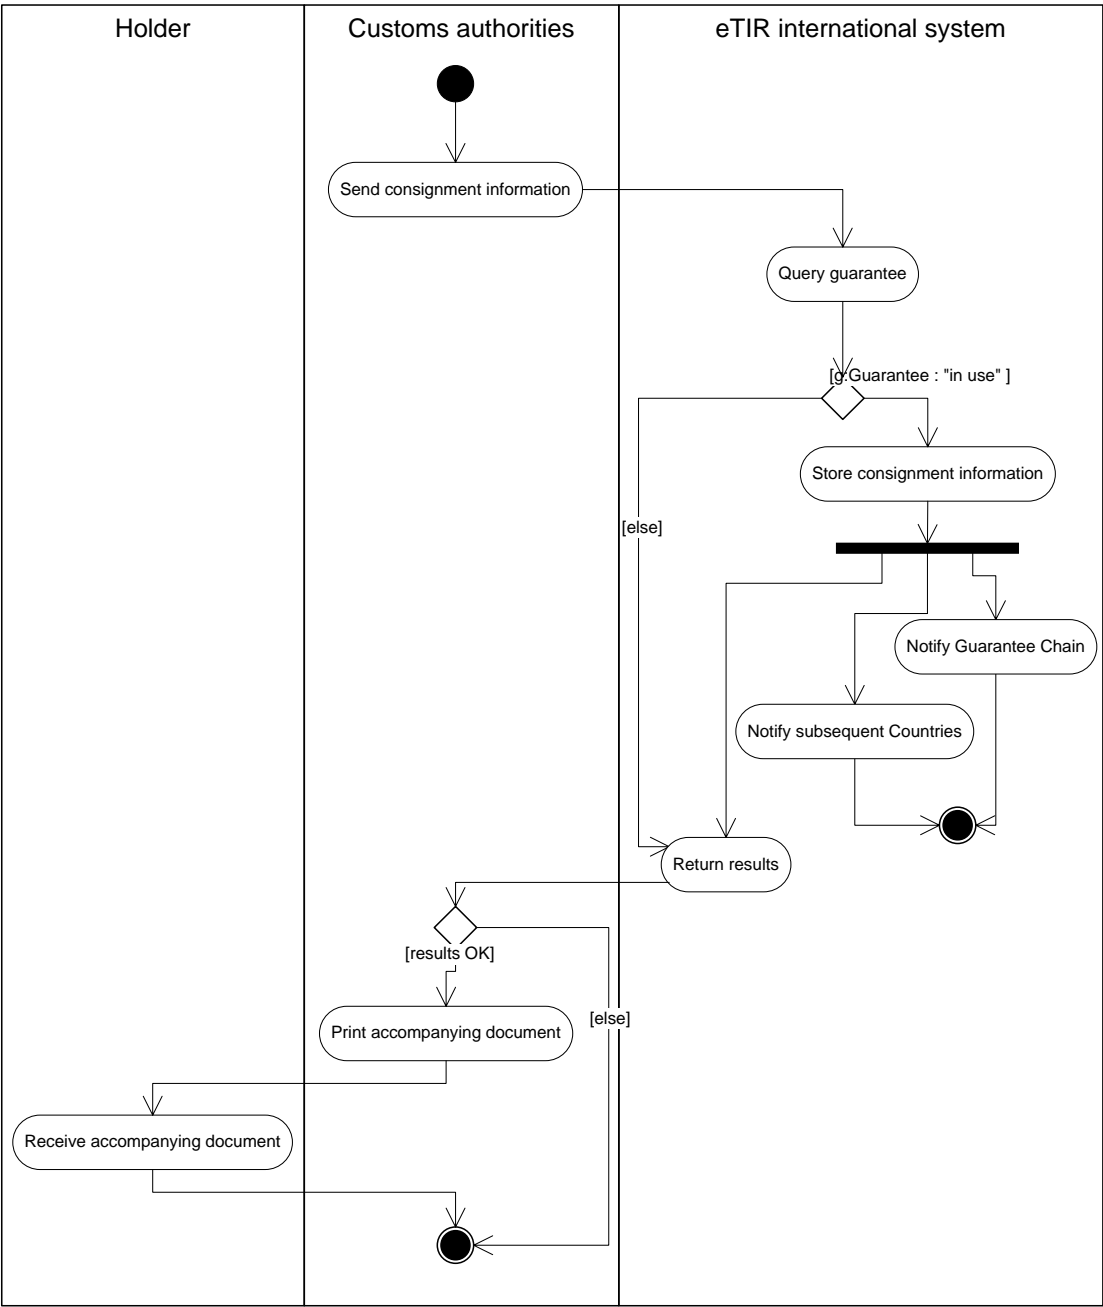 Holder
Customs authorities
eTIR international system
Send consignment information
Query guarantee
[g:Guarantee : "in use" ]
Store consignment information
[else]
Notify Guarantee Chain
Notify subsequent Countries
Return results
[results OK]
[else]
Print accompanying document
Receive accompanying document